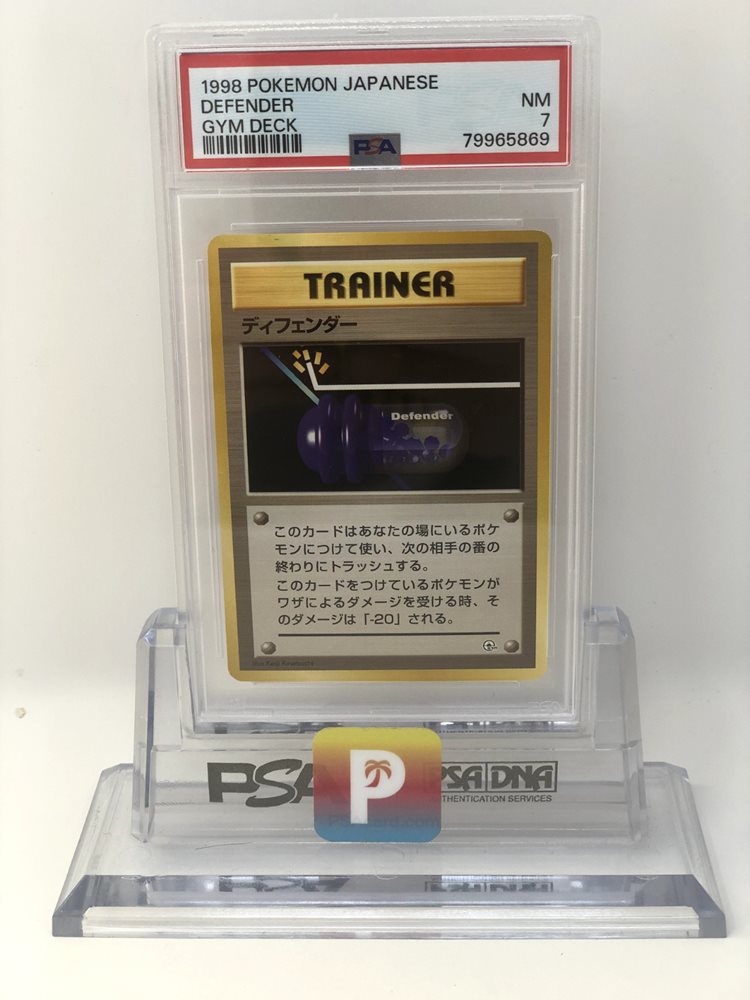 1998 POKEMON JAPANESE
DEFENDER
NM
GYM DECK
7
PSA
79965869
TRAINER
ディフェンダー
Defender
このカードはあなたの場にいるポケ
モンにつけて使い、次の相手の番の
終わりにトラッシュする。
このカードをつけているポケモンが
ワザによるダメージを受ける時、そ
のダメージは「-20」される。
PSA
P
PSA DNA
THENTICATION SERVICES